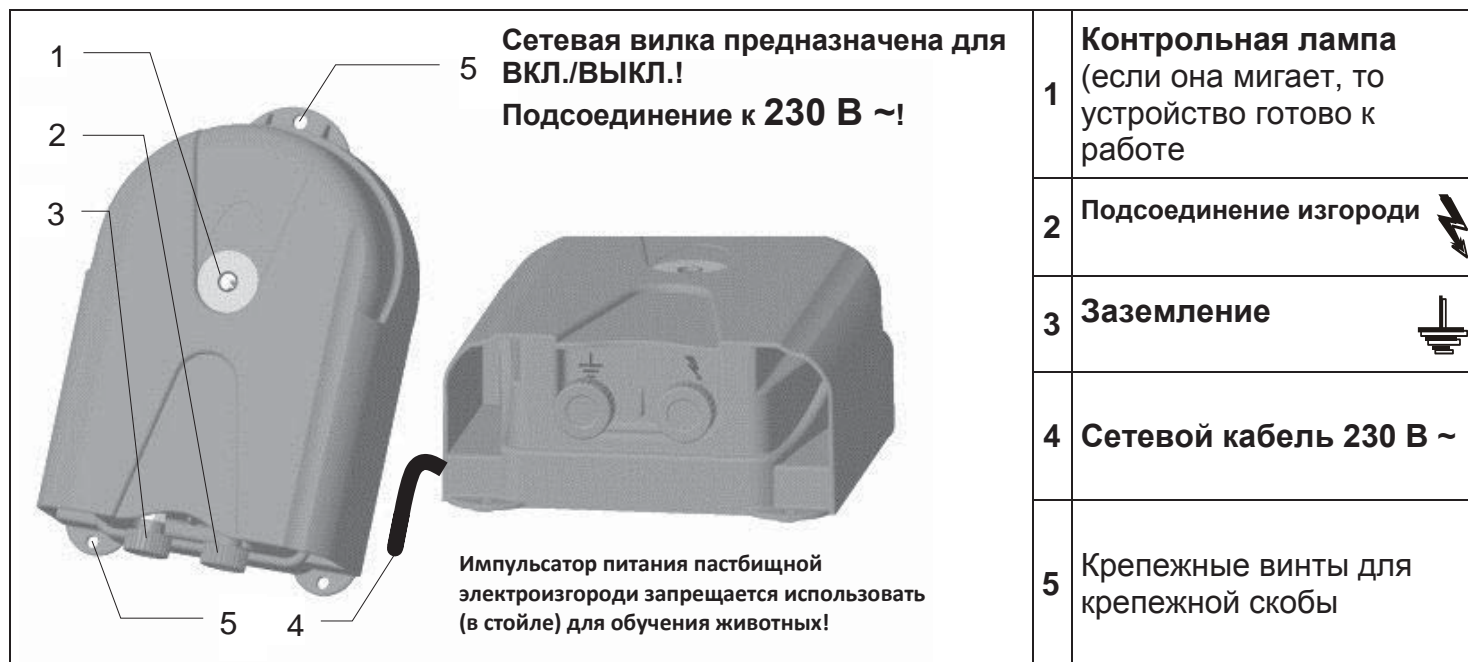 1
2
3
5
Сетевая вилка предназначена для
ВКЛ./ВЫКЛ.!
Подсоединение к 230 В ~!
Импульсатор питания пастбищной
электроизгороди запрещается использовать
(в стойле) для обучения животных!
5
4
1
Контрольная лампа
(если она мигает, то
устройство готово к
работе
2
Подсоединение изгороди
3
Заземление
4
Сетевой кабель 230 В ~
5
Крепежные винты для
крепежной скобы